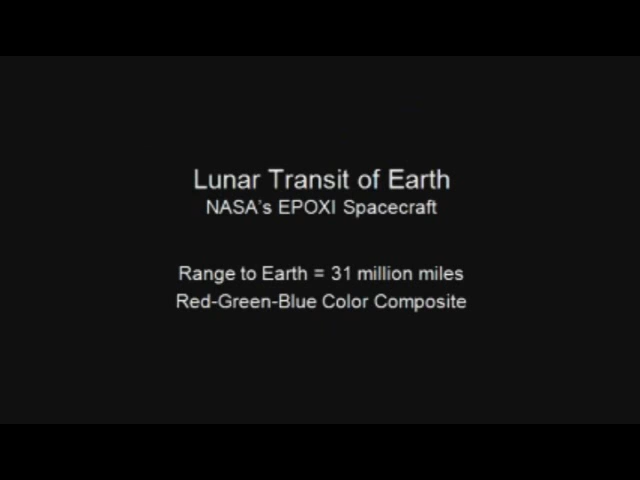 Lunar Transit of Earth
NASA's EPOXI Spacecraft
Range to Earth = 31 million miles
Red-Green-Blue Color Composite